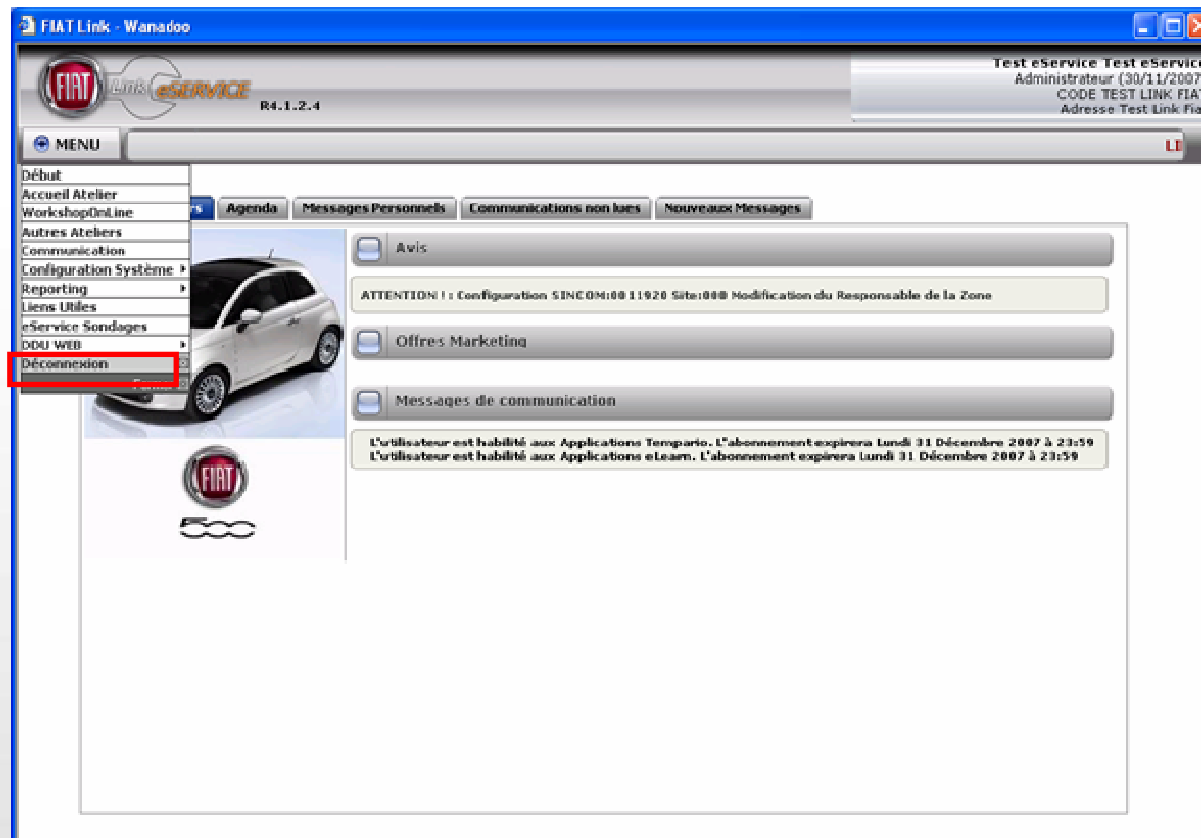 FIAT Link - Wanadoo
FIAT Link eSERVICE
R4.1.2.4
Test eService Test eService
Administrateur (30/11/2007
CODE TEST LINK FIAT
Adresse Test Link Fia
MENU
LI
Début
Accueil Atelier
WorkshopOnLine
Autres Ateliers
Communication
Configuration Système
Reporting
Liens Utiles
eService Sondages
DDU WEB
Déconnexion
Agenda
Messages Personnels
Communications non lues
Nouveaux Messages
Avis
ATTENTION ! : Configuration SINCOM:00 11920 Site:000 Modification du Responsable de la Zone
Offres Marketing
Messages de communication
L'utilisateur est habilité aux Applications Tempario. L'abonnement expirera Lundi 31 Décembre 2007 à 23:59
L'utilisateur est habilité aux Applications eLearn. L'abonnement expirera Lundi 31 Décembre 2007 à 23:59
FIAT
500